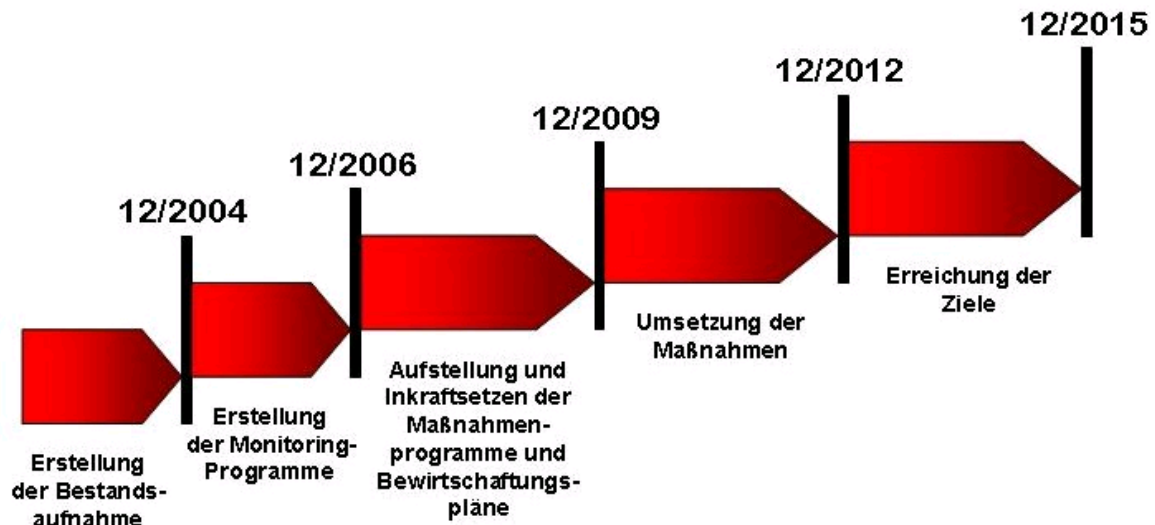 12/2004
12/2006
12/2009
12/2012
12/2015
Erstellung
der Bestands-
aufnahme
Erstellung
der Monitoring-
Programme
Aufstellung und
Inkraftsetzen der
Maßnahmen-
programme und
Bewirtschaftungs-
pläne
Umsetzung der
Maßnahmen
Erreichung der
Ziele